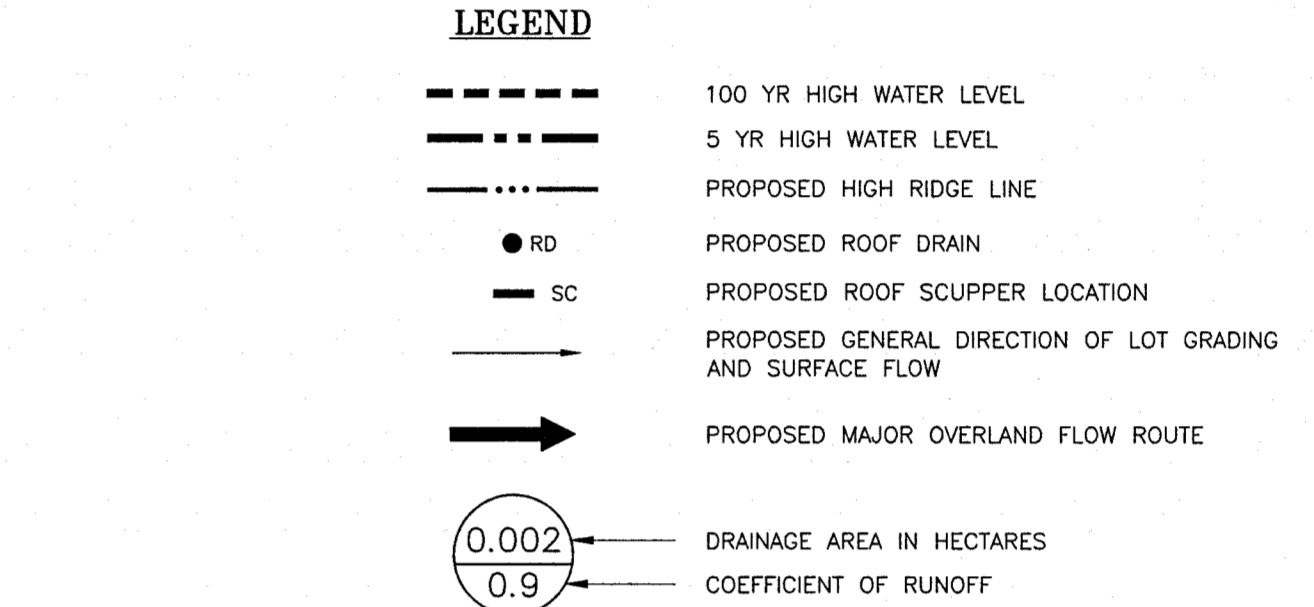 LEGEND
100 YR HIGH WATER LEVEL
5 YR HIGH WATER LEVEL
PROPOSED HIGH RIDGE LINE
RD PROPOSED ROOF DRAIN
SC PROPOSED ROOF SCUPPER LOCATION
PROPOSED GENERAL DIRECTION OF LOT GRADING
AND SURFACE FLOW
PROPOSED MAJOR OVERLAND FLOW ROUTE
0.002 DRAINAGE AREA IN HECTARES
0.9 COEFFICIENT OF RUNOFF